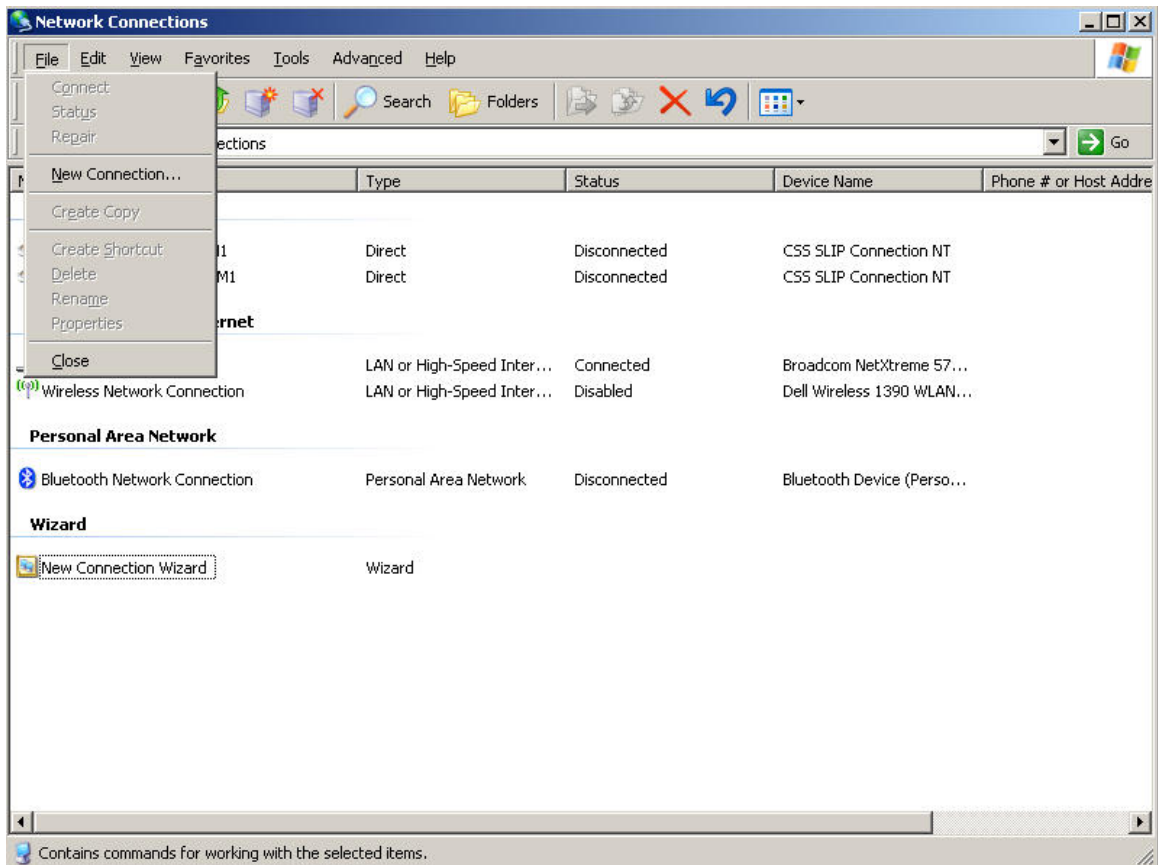 Network Connections
File Edit View Favorites Tools Advanced Help
Connect
Status
Repair
New Connection...
Create Copy
Create Shortcut
Delete
Rename
Properties
Close
Search Folders
ections Go
Type Status Device Name Phone # or Host Addre
Direct Disconnected CSS SLIP Connection NT
M1 Direct Disconnected CSS SLIP Connection NT
ernet
LAN or High-Speed Inter... Connected Broadcom NetXtreme 57...
Wireless Network Connection LAN or High-Speed Inter... Disabled Dell Wireless 1390 WLAN...
Personal Area Network
Bluetooth Network Connection Personal Area Network Disconnected Bluetooth Device (Perso...
Wizard
New Connection Wizard Wizard
Contains commands for working with the selected items.